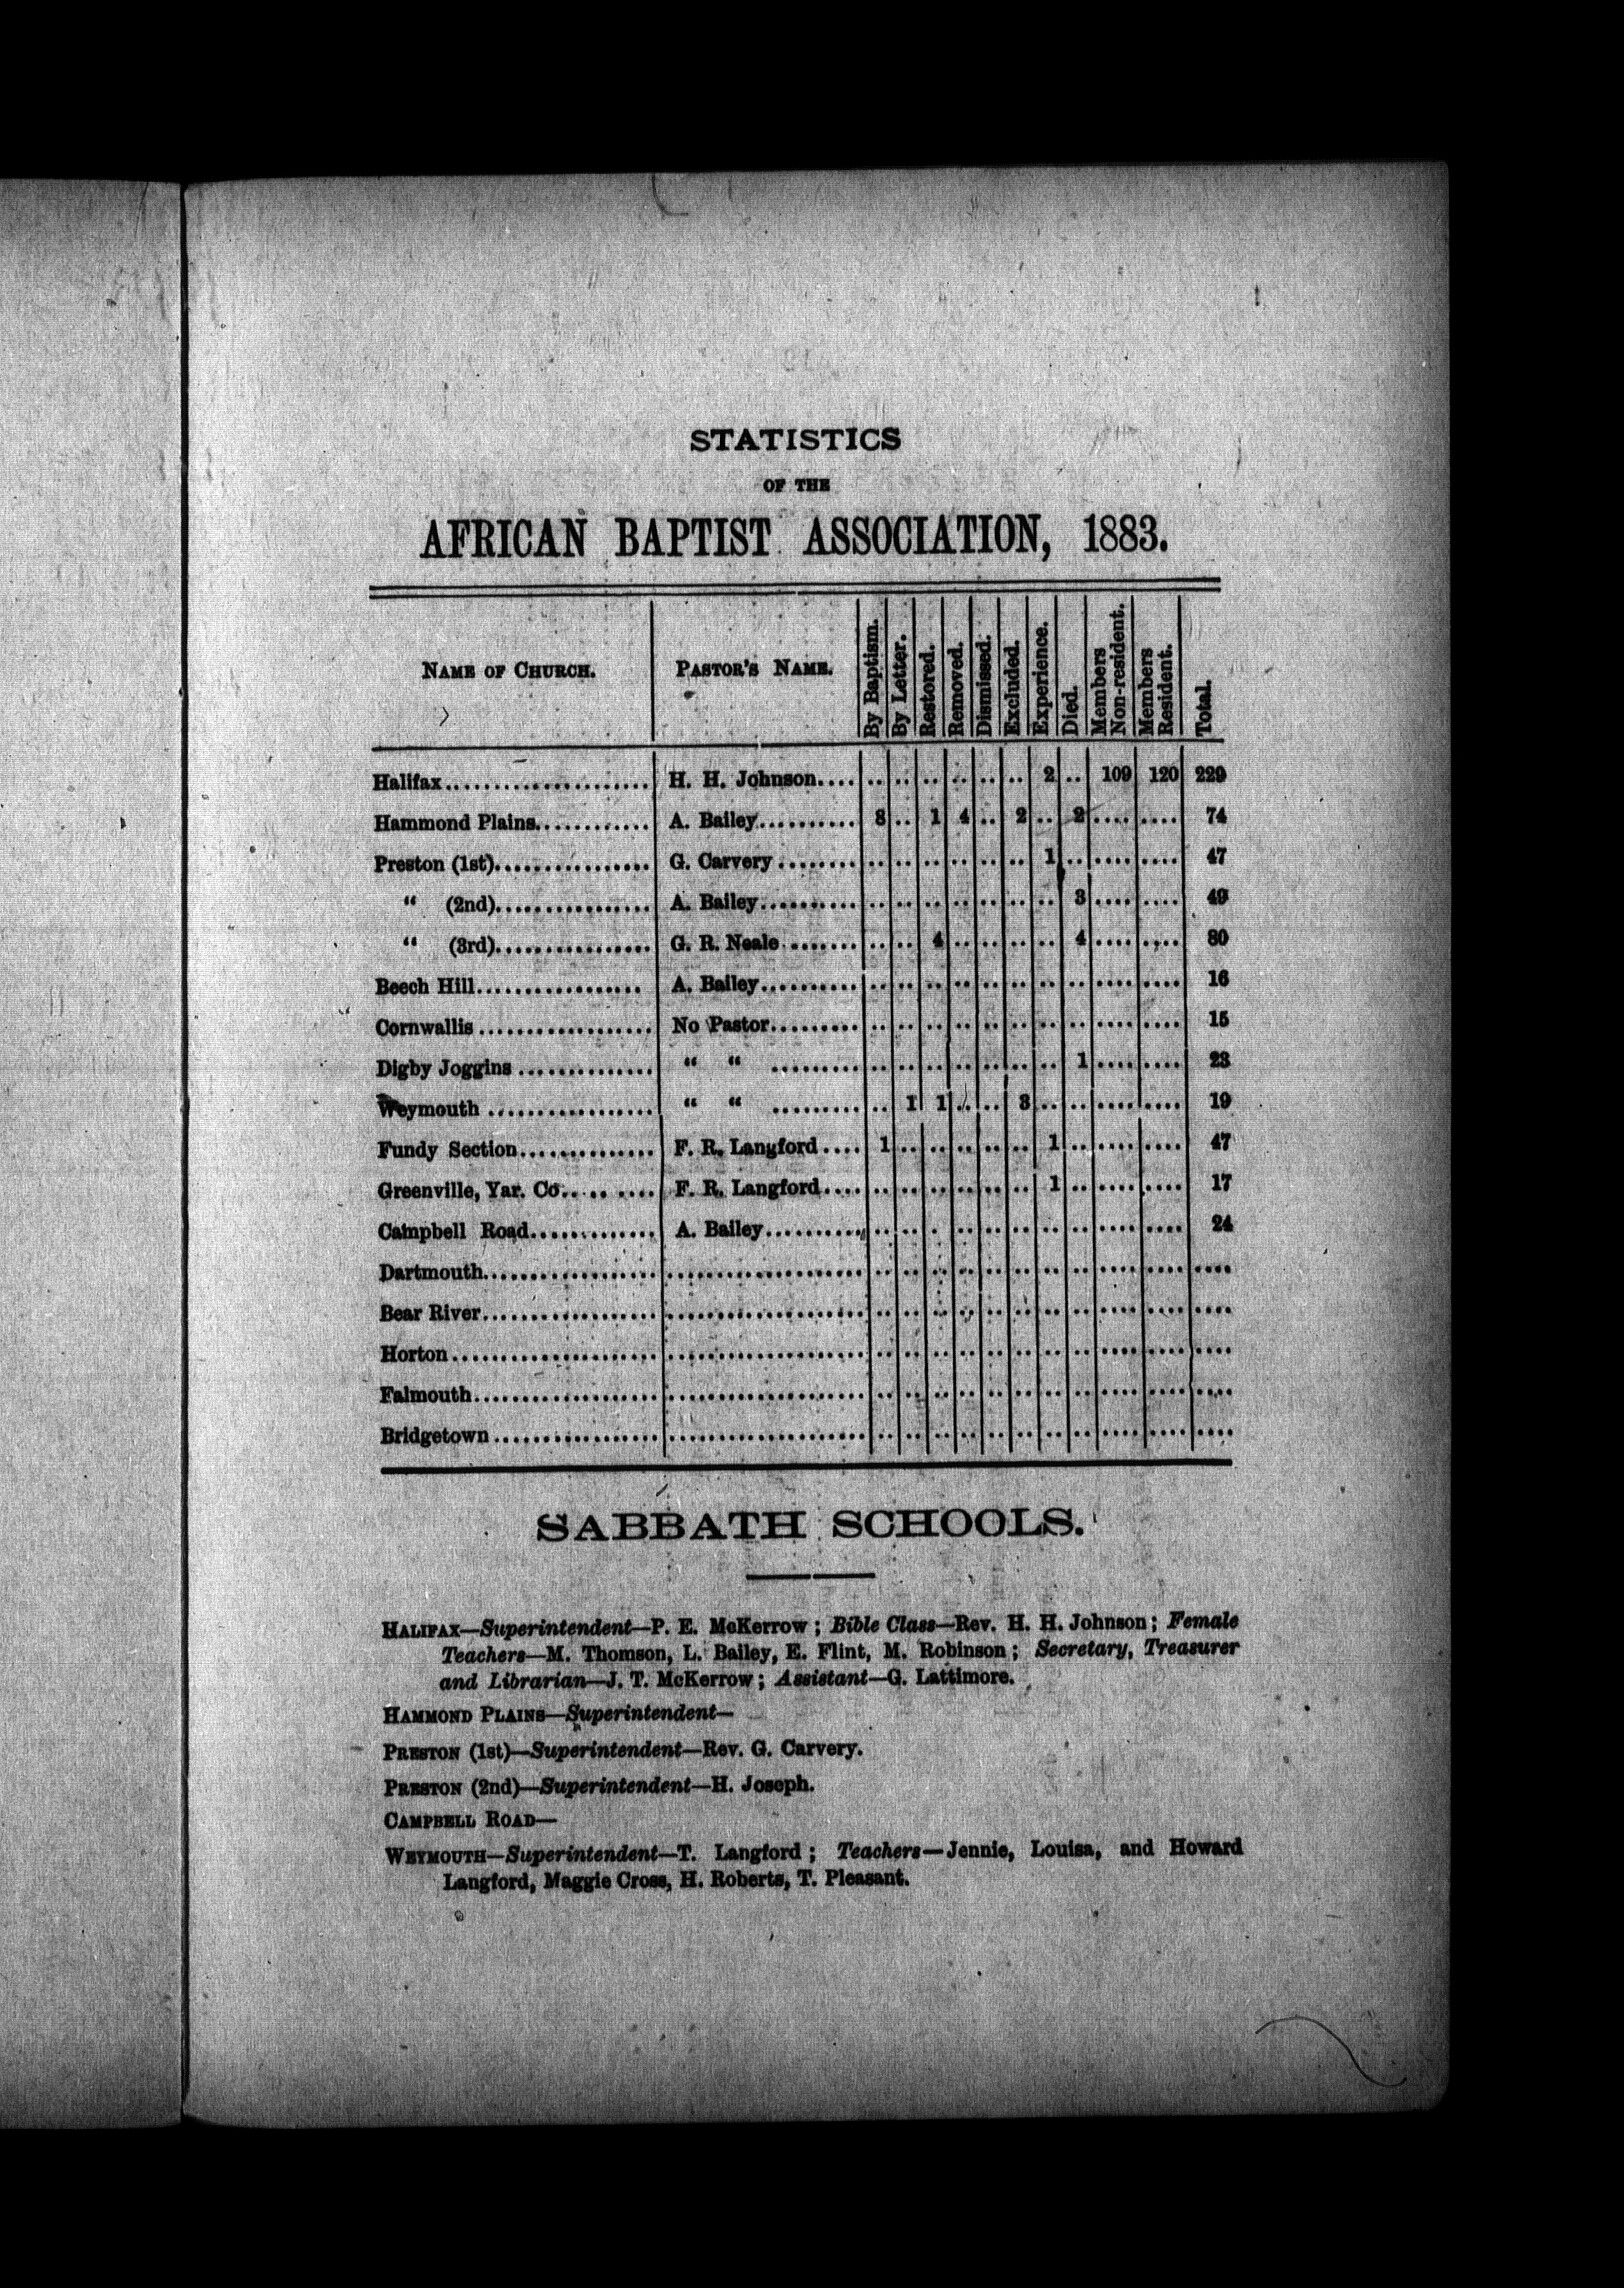 STATISTICS
OF THE
AFRICAN BAPTIST ASSOCIATION, 1883.
NAME OF CHURCH. PASTOR'S NAME. By Baptism. By Letter. Restored. Removed. Dismissed. Excluded. Experience. Died. Members Non-resident. Members Resident. Total.
Halifax..................... H. H. Johnson.... .. .. .. .. .. .. 2 .. 109 120 229
Hammond Plains............ A. Bailey.......... 8 .. 1 4 .. 2 .. 2 .... .... 74
Preston (1st)................ G. Carvery ........ .. .. .. .. .. .. 1 .. .... .... 47
“ (2nd)................ A. Bailey.......... .. .. .. .. .. .. .. 3 .... .... 49
“ (3rd)................ G. R. Neale ........ .. .. 4 .. .. .. .. 4 .... .... 80
Beech Hill................. A. Bailey.......... .. .. .. .. .. .. .. .. .... .... 16
Cornwallis .................. No Pastor......... .. .. .. .. .. .. .. .. .... .... 15
Digby Joggins .............. “ “ ......... .. .. .. .. .. .. .. 1 .... .... 23
Weymouth ................. “ “ ......... .. 1 1 .. .. 3 .. .. .... .... 19
Fundy Section.............. F. R. Langford .... 1 .. .. .. .. .. 1 .. .... .... 47
Greenville, Yar. Co......... F. R. Langford.... .. .. .. .. .. .. 1 .. .... .... 17
Campbell Road............. A. Bailey.......... .. .. . .. .. .. .. .. .... .... 24
Dartmouth.................. .................... .. .. .. .. .. .. .. .. .... .... ....
Bear River.................. .................... .. .. .. .. .. .. .. .. .... .... ....
Horton..................... .................... .. .. .. .. .. .. .. .. .... .... ....
Falmouth................... .................... .. .. .. .. .. .. .. .. .... .... ....
Bridgetown ................. .................... .. .. .. .. .. .. .. .. .... .... ....
SABBATH SCHOOLS.
HALIFAX—Superintendent—P. E. McKerrow ; Bible Class—Rev. H. H. Johnson ; Female
Teachers—M. Thomson, L. Bailey, E. Flint, M. Robinson ; Secretary, Treasurer
and Librarian—J. T. McKerrow ; Assistant—G. Lattimore.
HAMMOND PLAINS—Superintendent—
PRESTON (1st)—Superintendent—Rev. G. Carvery.
PRESTON (2nd)—Superintendent—H. Joseph.
CAMPBELL ROAD—
WEYMOUTH—Superintendent—T. Langford ; Teachers—Jennie, Louisa, and Howard
Langford, Maggie Cross, H. Roberts, T. Pleasant.